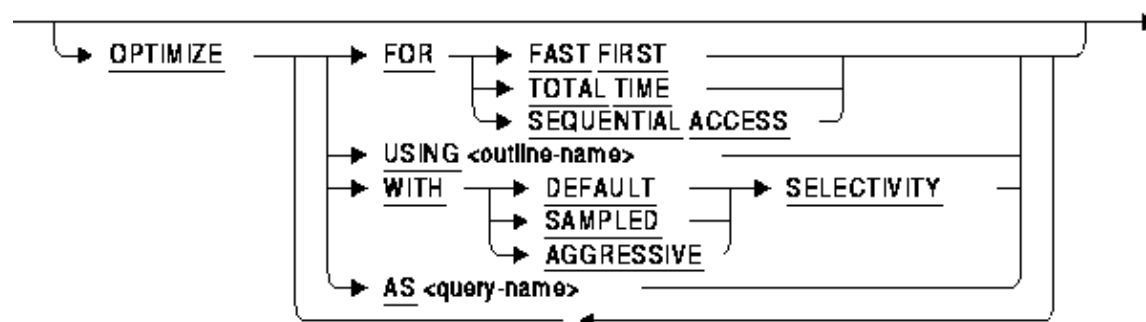 OPTIMIZE FOR FAST FIRST
TOTAL TIME
SEQUENTIAL ACCESS
USING <outline-name>
WITH DEFAULT SELECTIVITY
SAMPLED
AGGRESSIVE
AS <query-name>